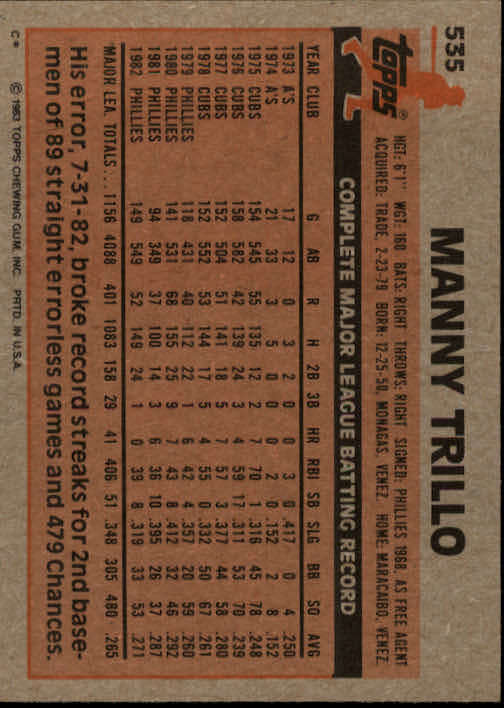 535
topps®
MANNY TRILLO
HGT: 6'1" WGT: 160 BATS: RIGHT THROWS: RIGHT SIGNED: PHILLIES 1968, AS FREE AGENT
ACQUIRED: TRADE, 2-23-79 BORN: 12-25-50, MONAGAS, VENEZ. HOME: MARACAIBO, VENEZ.
COMPLETE MAJOR LEAGUE BATTING RECORD
YEAR CLUB G AB R H 2B 3B HR RBI SB SLG BB SO AVG
1973 A'S 17 12 0 3 2 0 0 3 0 .417 0 4 .250
1974 A'S 21 33 3 5 0 0 0 2 0 .152 2 8 .152
1975 CUBS 154 545 55 135 12 2 7 70 1 .316 45 78 .248
1976 CUBS 158 582 42 139 24 3 4 59 17 .311 53 70 .239
1977 CUBS 152 504 51 141 18 5 7 57 3 .377 44 58 .280
1978 CUBS 152 552 53 144 17 5 4 55 0 .332 50 67 .261
1979 PHILLIES 118 431 40 112 22 1 6 42 4 .357 20 59 .260
1980 PHILLIES 141 531 68 155 25 9 7 43 8 .412 32 46 .292
1981 PHILLIES 94 349 37 100 14 3 6 36 10 .395 26 37 .287
1982 PHILLIES 149 549 52 149 24 1 0 39 8 .319 33 53 .271
MAJOR LEA. TOTALS... 1156 4088 401 1083 158 29 41 406 51 .348 305 480 .265
His error, 7-31-82, broke record streaks for 2nd base-
men of 89 straight errorless games and 479 Chances.
C* © 1983 TOPPS CHEWING GUM, INC. PRTD. IN U.S.A.